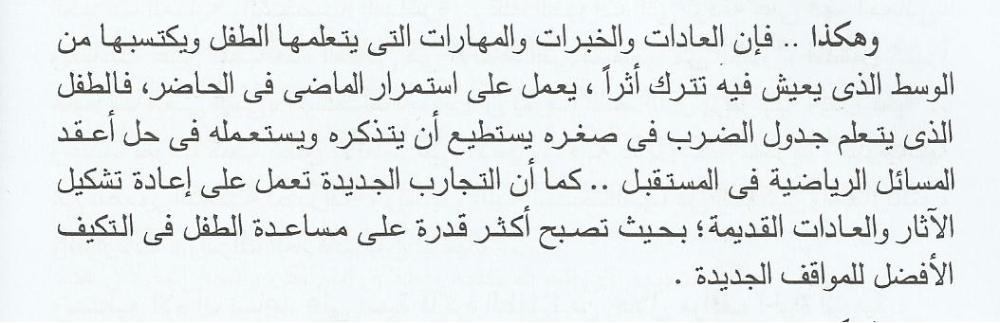 وهكذا .. فإن العادات والخبرات والمهارات التى يتعلمها الطفل ويكتسبها من
الوسط الذى يعيش فيه تترك أثراً ، يعمل على استمرار الماضى فى الحاضر، فالطفل
الذى يتعلم جدول الضرب فى صغره يستطيع أن يتذكره ويستعمله فى حل أعقد
المسائل الرياضية فى المستقبل .. كما أن التجارب الجديدة تعمل على إعادة تشكيل
الآثار والعادات القديمة؛ بحيث تصبح أكثر قدرة على مساعدة الطفل فى التكيف
الأفضل للمواقف الجديدة .